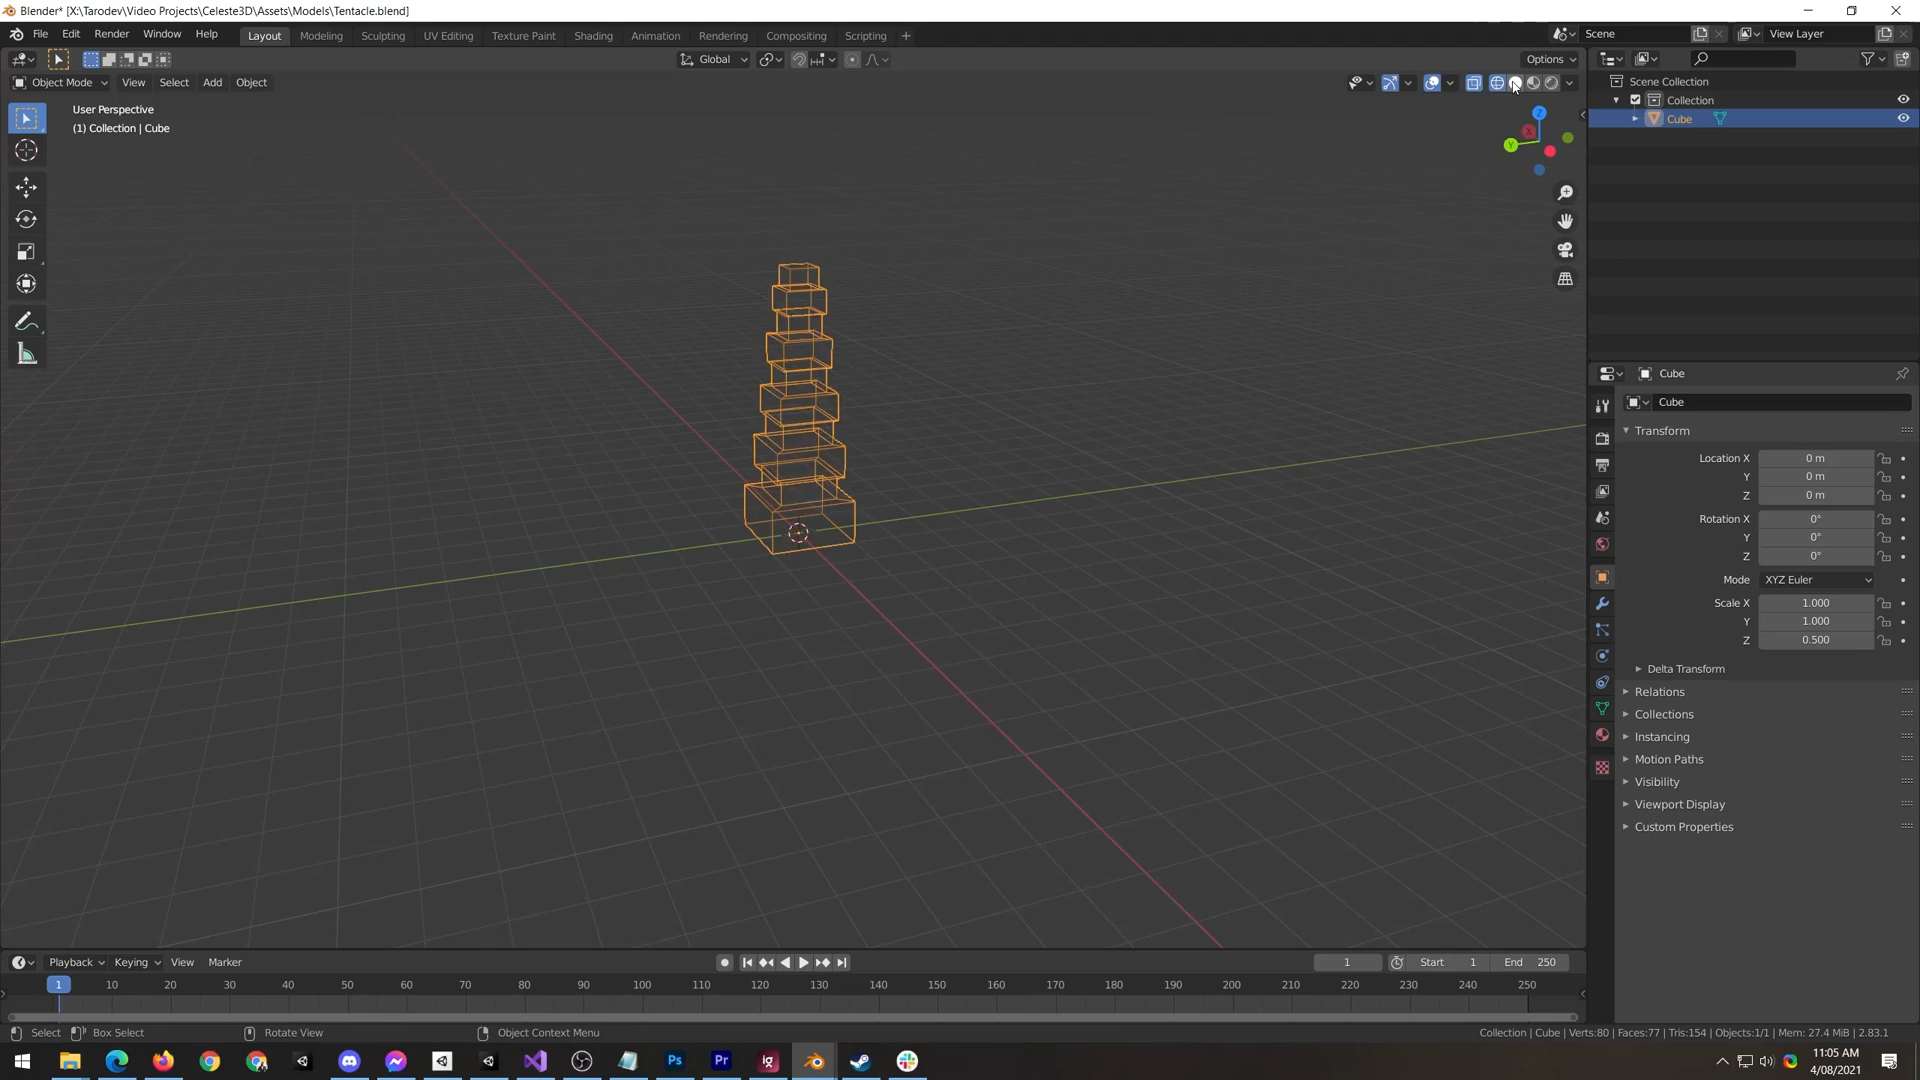 Blender* [X:\Tarodev\Video Projects\Celeste3D\Assets\Models\Tentacle.blend]
File Edit Render Window Help Layout Modeling Sculpting UV Editing Texture Paint Shading Animation Rendering Compositing Scripting + Scene View Layer
Global Options
Object Mode View Select Add Object
Scene Collection
User Perspective
Collection
(1) Collection | Cube
Cube
Z
X
Y
Cube
Cube
Transform
Location X 0 m
Y 0 m
Z 0 m
Rotation X 0°
Y 0°
Z 0°
Mode XYZ Euler
Scale X 1.000
Y 1.000
Z 0.500
Delta Transform
Relations
Collections
Instancing
Motion Paths
Visibility
Viewport Display
Custom Properties
Playback Keying View Marker 1 Start 1 End 250
1 10 20 30 40 50 60 70 80 90 100 110 120 130 140 150 160 170 180 190 200 210 220 230 240 250
Select Box Select Rotate View Object Context Menu Collection | Cube | Verts:80 | Faces:77 | Tris:154 | Objects:1/1 | Mem: 27.4 MiB | 2.83.1
Ps Pr ig
11:05 AM
4/08/2021